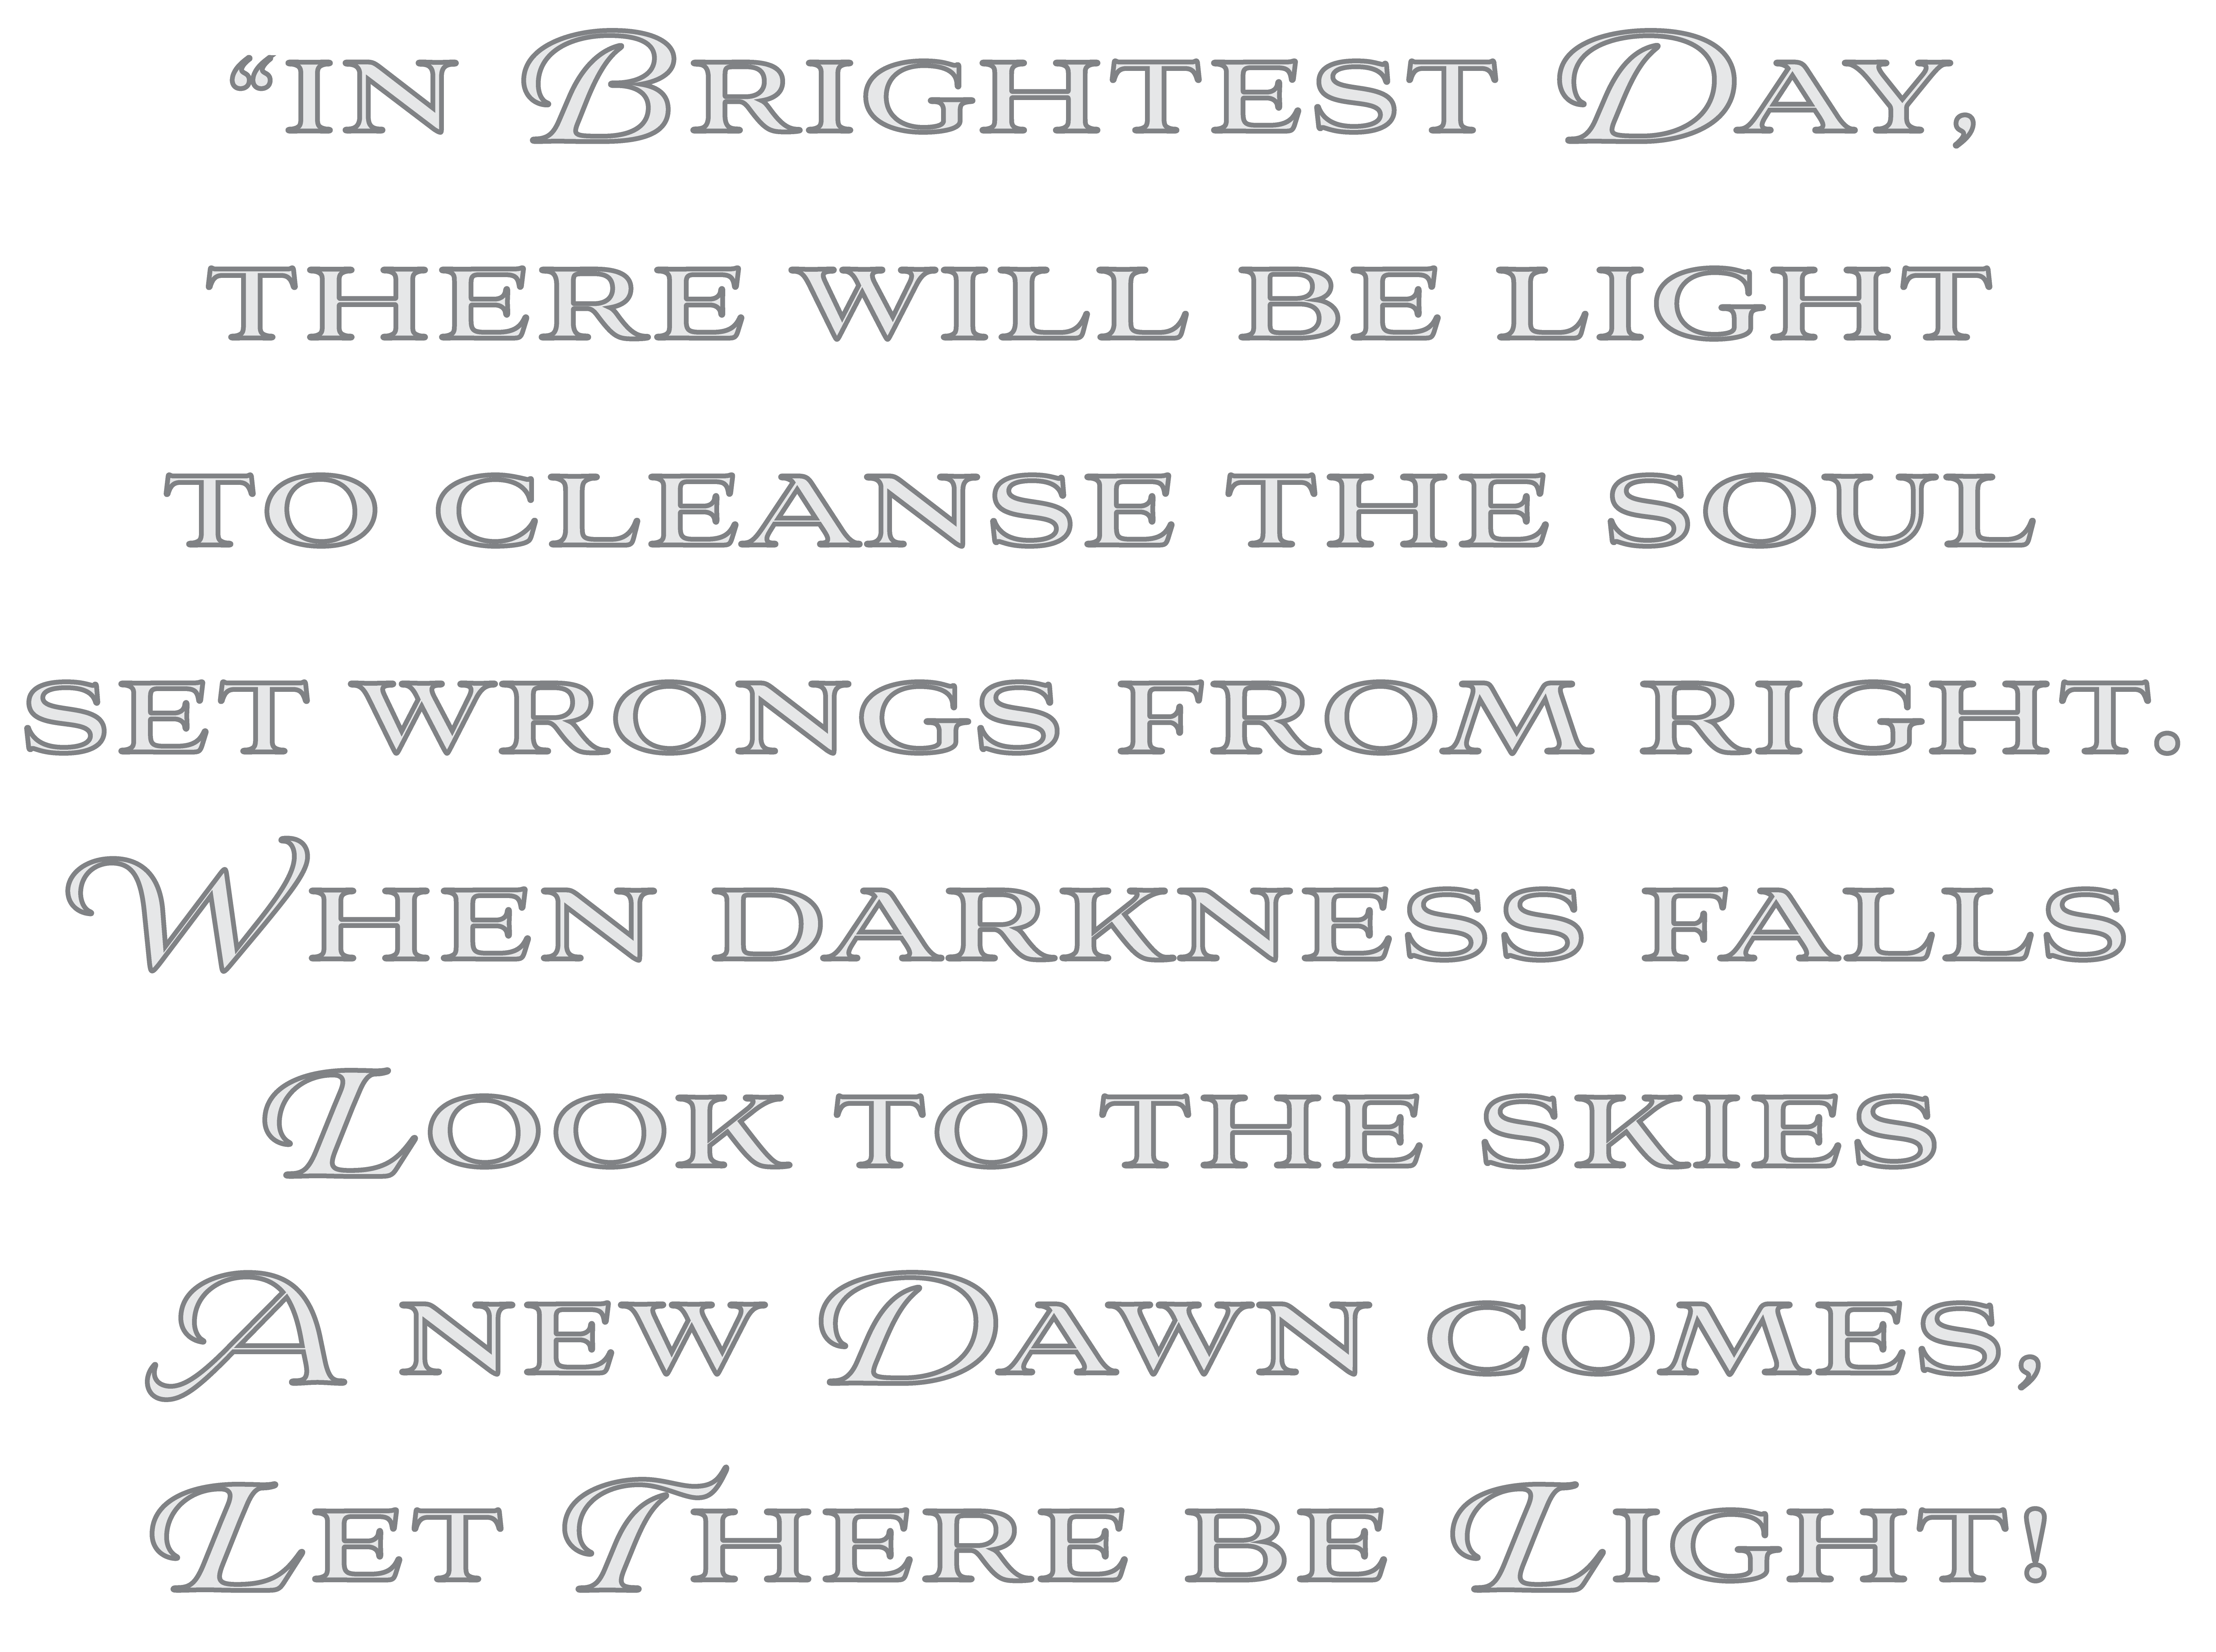 “in Brightest Day,
there will be light
to cleanse the soul
set wrongs from right.
When darkness falls
Look to the skies
A new Dawn comes,
Let There be Light!